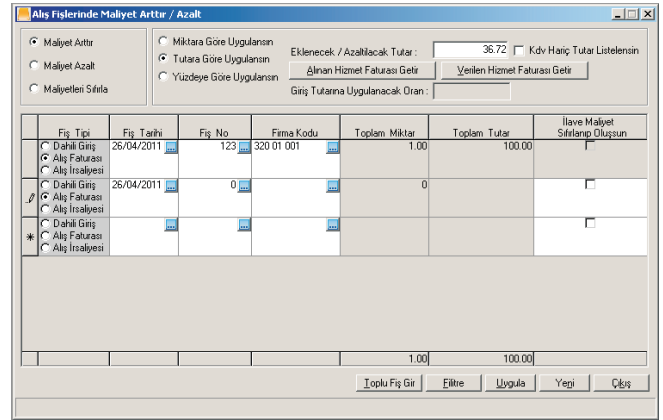 Alış Fişlerinde Maliyet Arttır / Azalt
Maliyet Arttır
Maliyet Azalt
Maliyetleri Sıfırla
Miktara Göre Uygulansın
Tutara Göre Uygulansın
Yüzdeye Göre Uygulansın
Eklenecek / Azaltılacak Tutar : 36.72 Kdv Hariç Tutar Listelensin
Alınan Hizmet Faturası Getir Verilen Hizmet Faturası Getir
Giriş Tutarına Uygulanacak Oran :
Fiş Tipi Fiş Tarihi Fiş No Firma Kodu Toplam Miktar Toplam Tutar İlave Maliyet Sıfırlanıp Oluşsun
Dahili Giriş 26/04/2011 ... 123 ... 320 01 001 ... 1.00 100.00
Alış Faturası
Alış İrsaliyesi
Dahili Giriş 26/04/2011 ... 0 ... ... 0
Alış Faturası
Alış İrsaliyesi
Dahili Giriş ... ... ...
Alış Faturası
Alış İrsaliyesi
1.00 100.00
Toplu Fiş Gir Filitre Uygula Yeni Çıkış